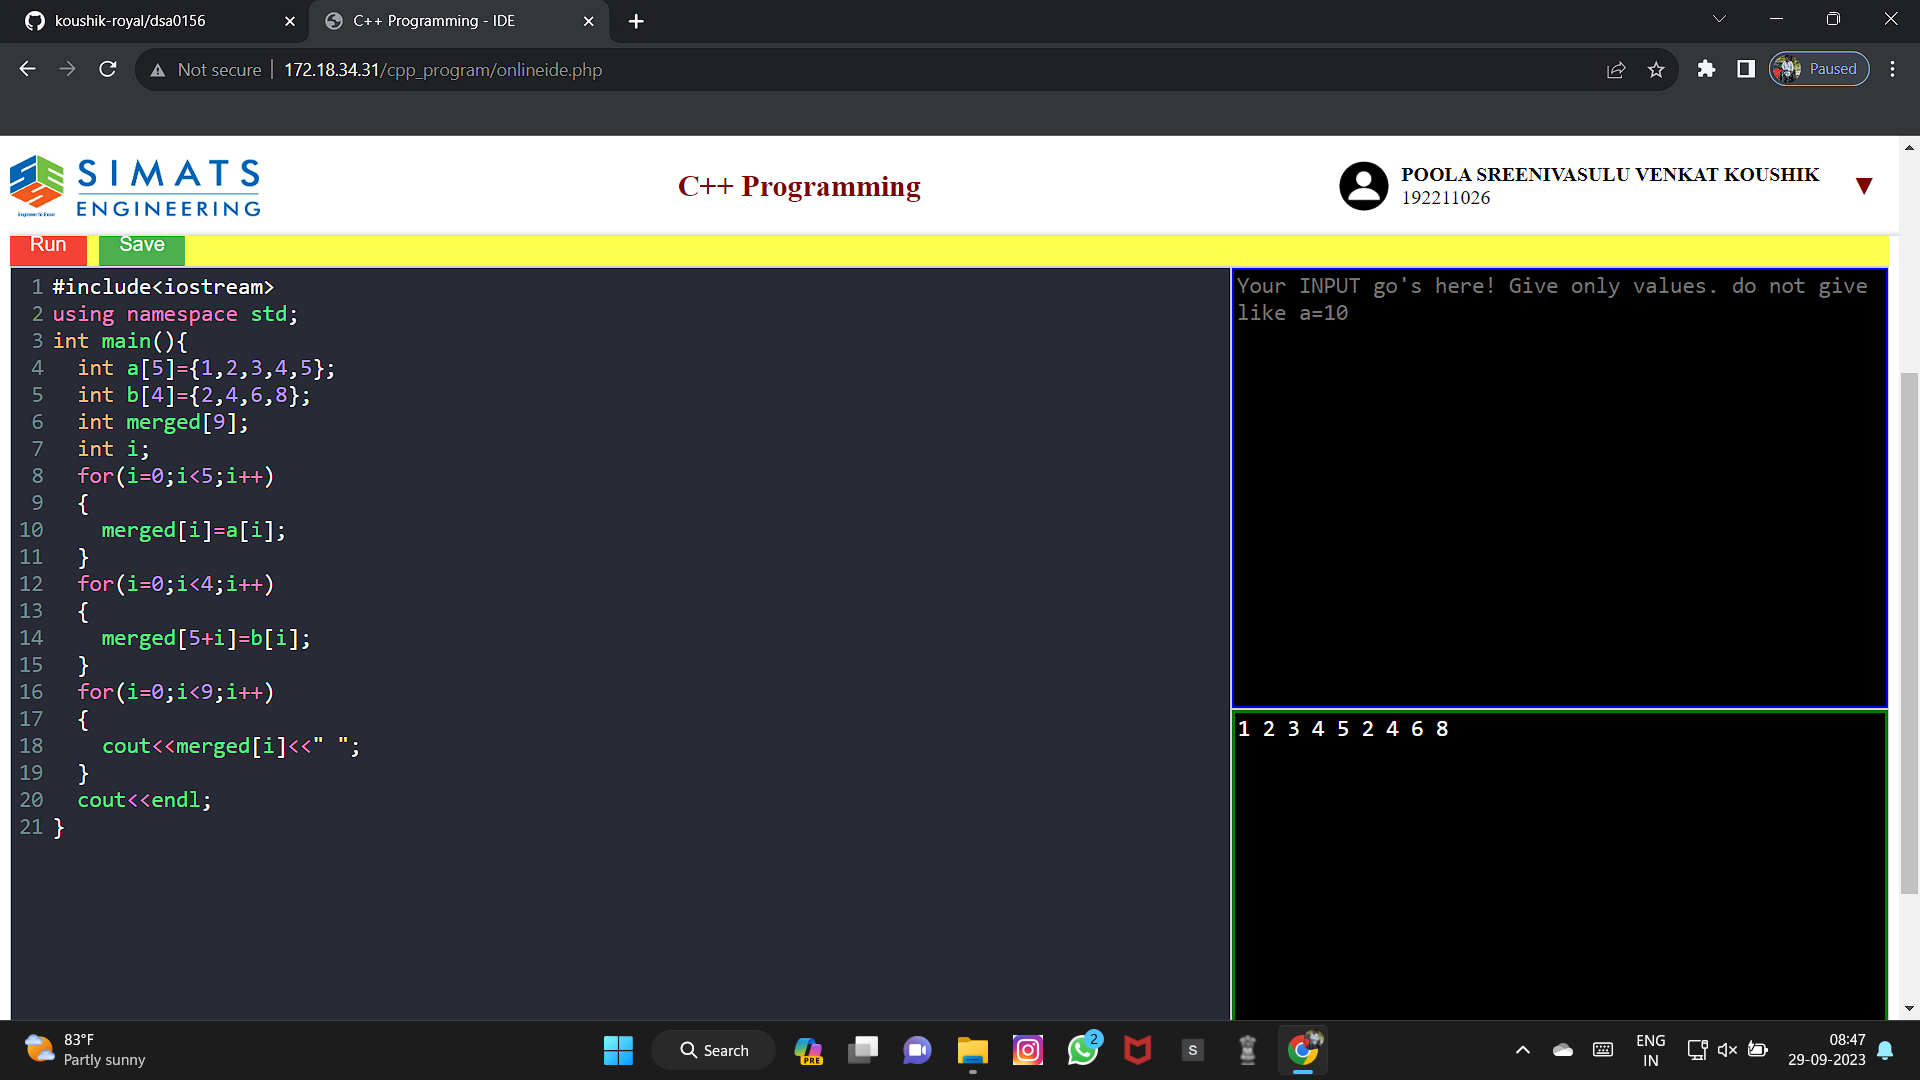 koushik-royal/dsa0156
C++ Programming - IDE
Not secure
172.18.34.31/cpp_program/onlineide.php
Paused
SIMATS
ENGINEERING
Engineer to Excel
C++ Programming
POOLA SREENIVASULU VENKAT KOUSHIK
192211026
Run
Save
1 #include<iostream>
2 using namespace std;
3 int main(){
4   int a[5]={1,2,3,4,5};
5   int b[4]={2,4,6,8};
6   int merged[9];
7   int i;
8   for(i=0;i<5;i++)
9   {
10     merged[i]=a[i];
11   }
12   for(i=0;i<4;i++)
13   {
14     merged[5+i]=b[i];
15   }
16   for(i=0;i<9;i++)
17   {
18     cout<<merged[i]<<" ";
19   }
20   cout<<endl;
21 }
Your INPUT go's here! Give only values. do not give
like a=10
1 2 3 4 5 2 4 6 8
83°F
Partly sunny
Search
PRE
2
S
ENG
IN
08:47
29-09-2023